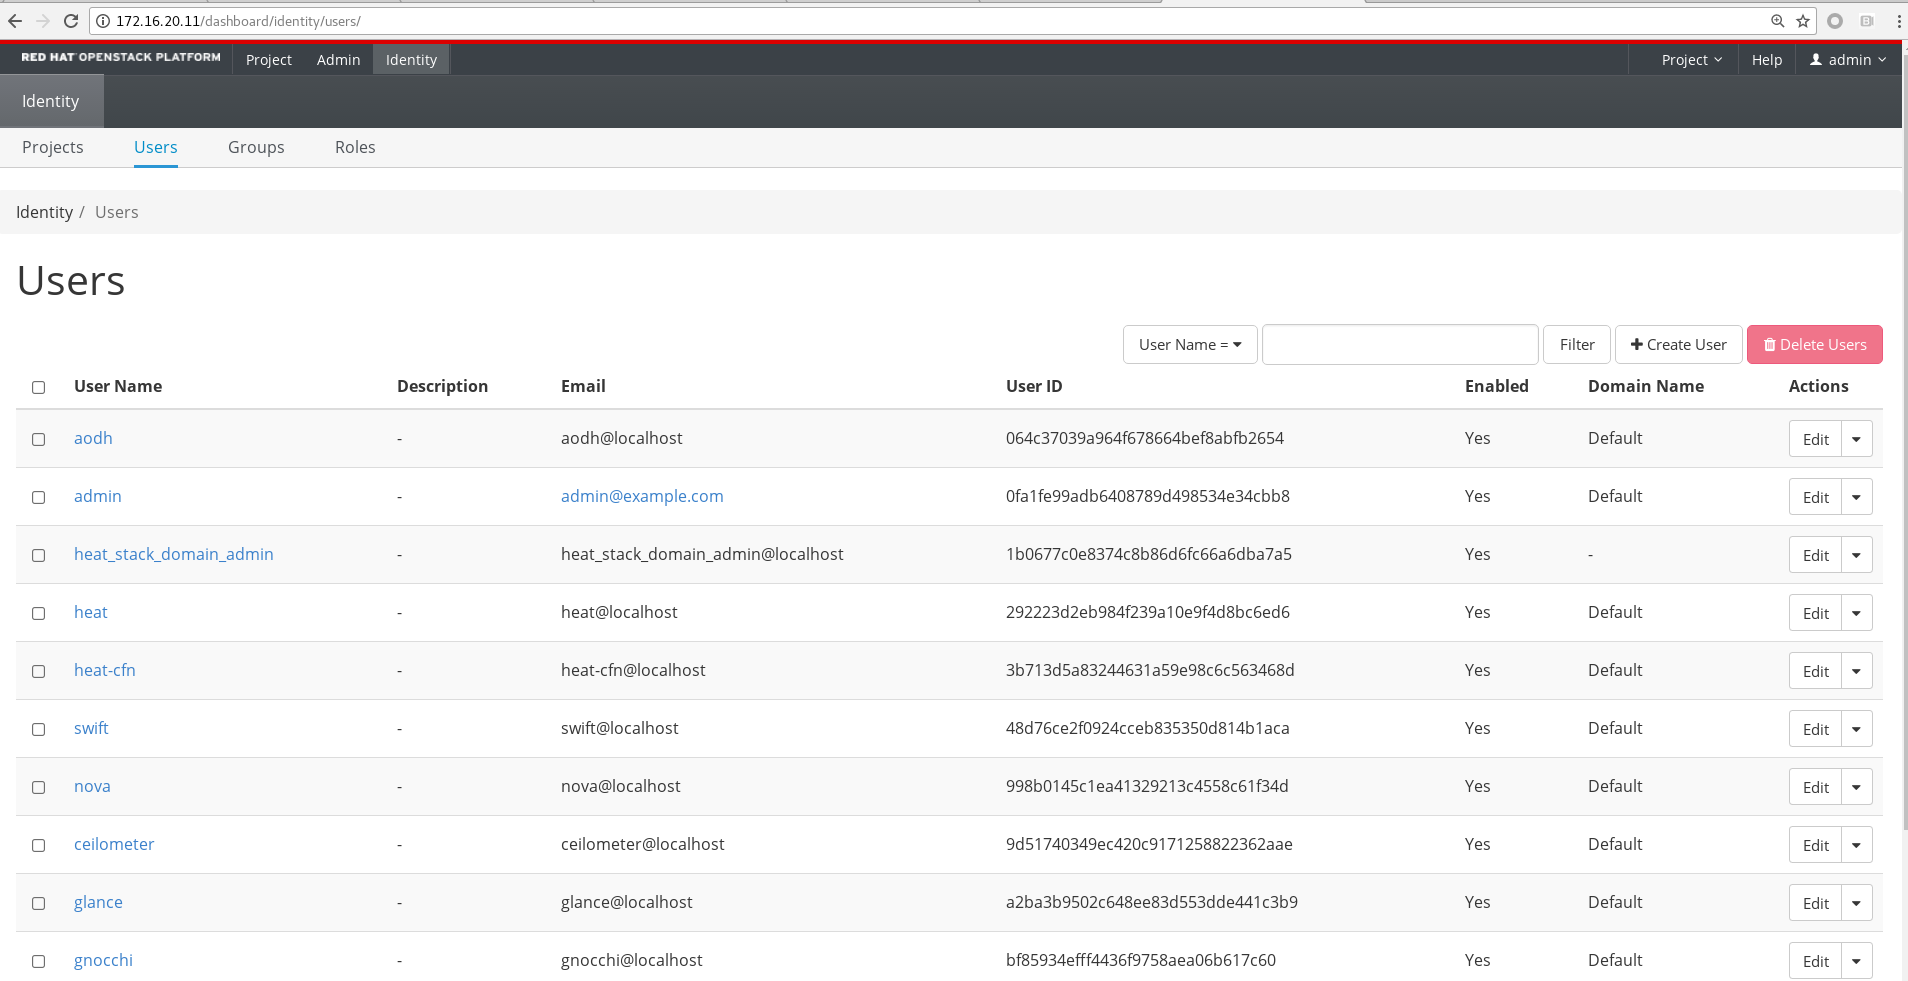 172.16.20.11/dashboard/identity/users/
RED HAT OPENSTACK PLATFORM Project Admin Identity Project Help admin
Identity
Projects Users Groups Roles
Identity / Users
Users
User Name = Filter Create User Delete Users
User Name Description Email User ID Enabled Domain Name Actions
aodh - aodh@localhost 064c37039a964f678664bef8abfb2654 Yes Default Edit
admin - admin@example.com 0fa1fe99adb6408789d498534e34cbb8 Yes Default Edit
heat_stack_domain_admin - heat_stack_domain_admin@localhost 1b0677c0e8374c8b86d6fc66a6dba7a5 Yes - Edit
heat - heat@localhost 292223d2eb984f239a10e9f4d8bc6ed6 Yes Default Edit
heat-cfn - heat-cfn@localhost 3b713d5a83244631a59e98c6c563468d Yes Default Edit
swift - swift@localhost 48d76ce2f0924cceb835350d814b1aca Yes Default Edit
nova - nova@localhost 998b0145c1ea41329213c4558c61f34d Yes Default Edit
ceilometer - ceilometer@localhost 9d51740349ec420c9171258822362aae Yes Default Edit
glance - glance@localhost a2ba3b9502c648ee83d553dde441c3b9 Yes Default Edit
gnocchi - gnocchi@localhost bf85934efff4436f9758aea06b617c60 Yes Default Edit